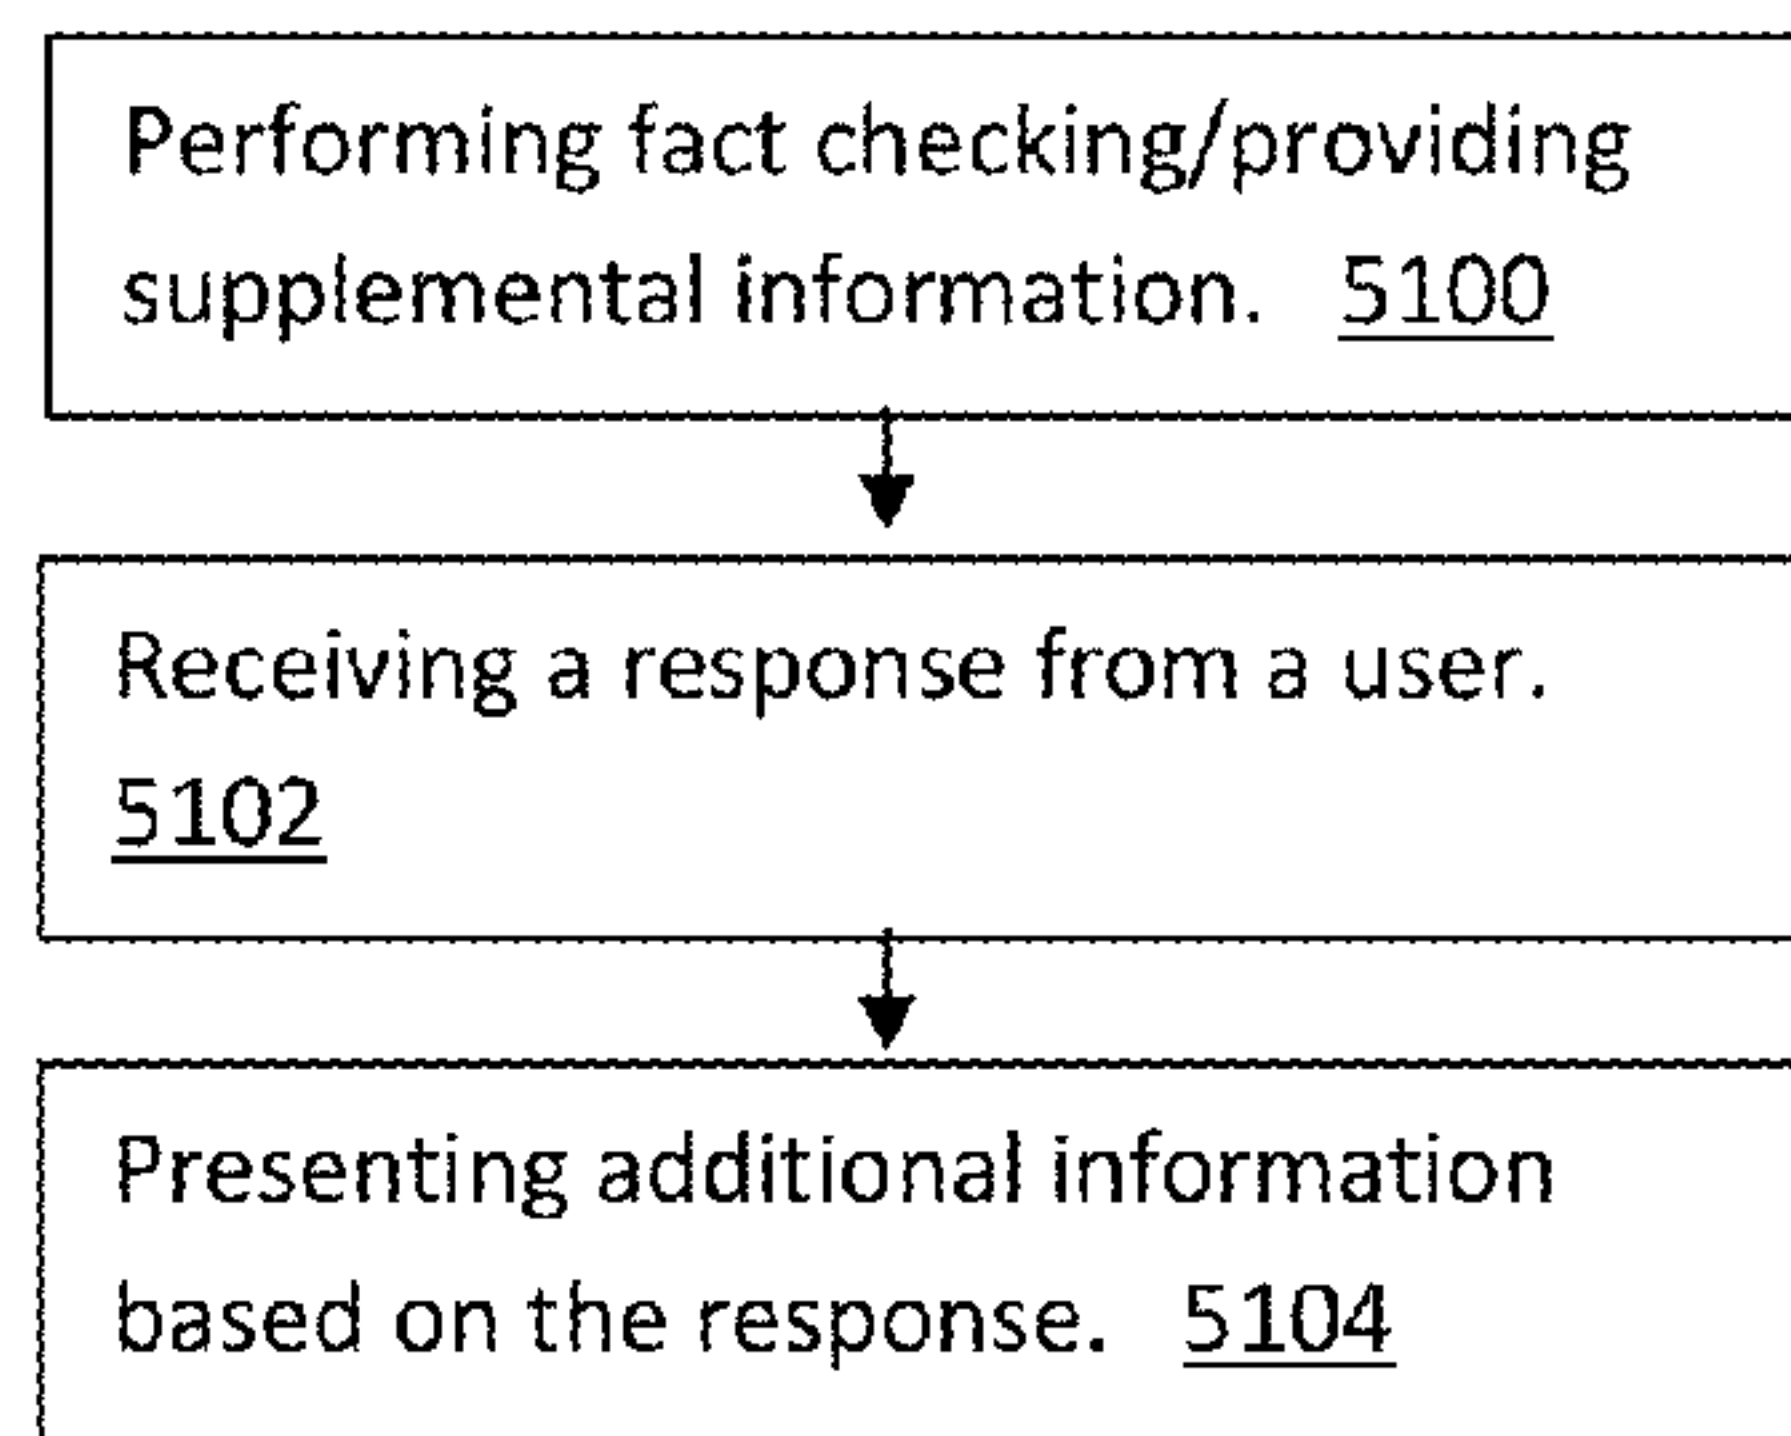 Performing fact checking/providing
supplemental information. 5100
Receiving a response from a user.
5102
Presenting additional information
based on the response. 5104